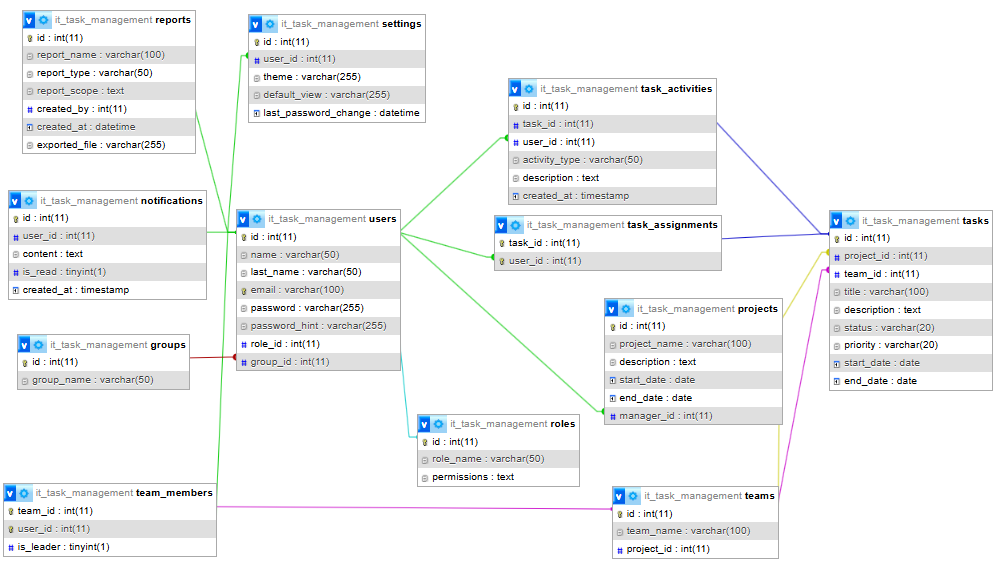 it_task_management reports
id : int(11)
report_name : varchar(100)
report_type : varchar(50)
report_scope : text
created_by : int(11)
created_at : datetime
exported_file : varchar(255)
it_task_management settings
id : int(11)
user_id : int(11)
theme : varchar(255)
default_view : varchar(255)
last_password_change : datetime
it_task_management task_activities
id : int(11)
task_id : int(11)
user_id : int(11)
activity_type : varchar(50)
description : text
created_at : timestamp
it_task_management notifications
id : int(11)
user_id : int(11)
content : text
is_read : tinyint(1)
created_at : timestamp
it_task_management users
id : int(11)
name : varchar(50)
last_name : varchar(50)
email : varchar(100)
password : varchar(255)
password_hint : varchar(255)
role_id : int(11)
group_id : int(11)
it_task_management task_assignments
task_id : int(11)
user_id : int(11)
it_task_management tasks
id : int(11)
project_id : int(11)
team_id : int(11)
title : varchar(100)
description : text
status : varchar(20)
priority : varchar(20)
start_date : date
end_date : date
it_task_management projects
id : int(11)
project_name : varchar(100)
description : text
start_date : date
end_date : date
manager_id : int(11)
it_task_management groups
id : int(11)
group_name : varchar(50)
it_task_management roles
id : int(11)
role_name : varchar(50)
permissions : text
it_task_management team_members
team_id : int(11)
user_id : int(11)
is_leader : tinyint(1)
it_task_management teams
id : int(11)
team_name : varchar(100)
project_id : int(11)